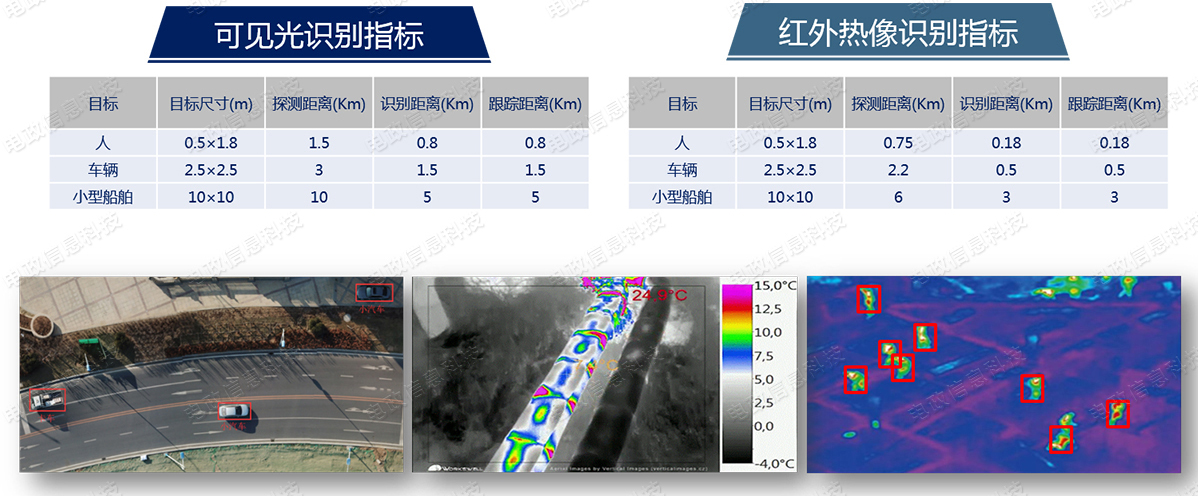 可见光识别指标
红外热像识别指标
目标 目标尺寸(m) 探测距离(Km) 识别距离(Km) 跟踪距离(Km)
人 0.5×1.8 1.5 0.8 0.8
车辆 2.5×2.5 3 1.5 1.5
小型船舶 10×10 10 5 5
目标 目标尺寸(m) 探测距离(Km) 识别距离(Km) 跟踪距离(Km)
人 0.5×1.8 0.75 0.18 0.18
车辆 2.5×2.5 2.2 0.5 0.5
小型船舶 10×10 6 3 3
小汽车
24.9°C
15,0°C
12,5
10,0
7,5
5,0
2,5
0,0
-4,0°C
WORKSWELL
Aerial Images by Vertical Images (verticalimages.cz)
电政信息科技